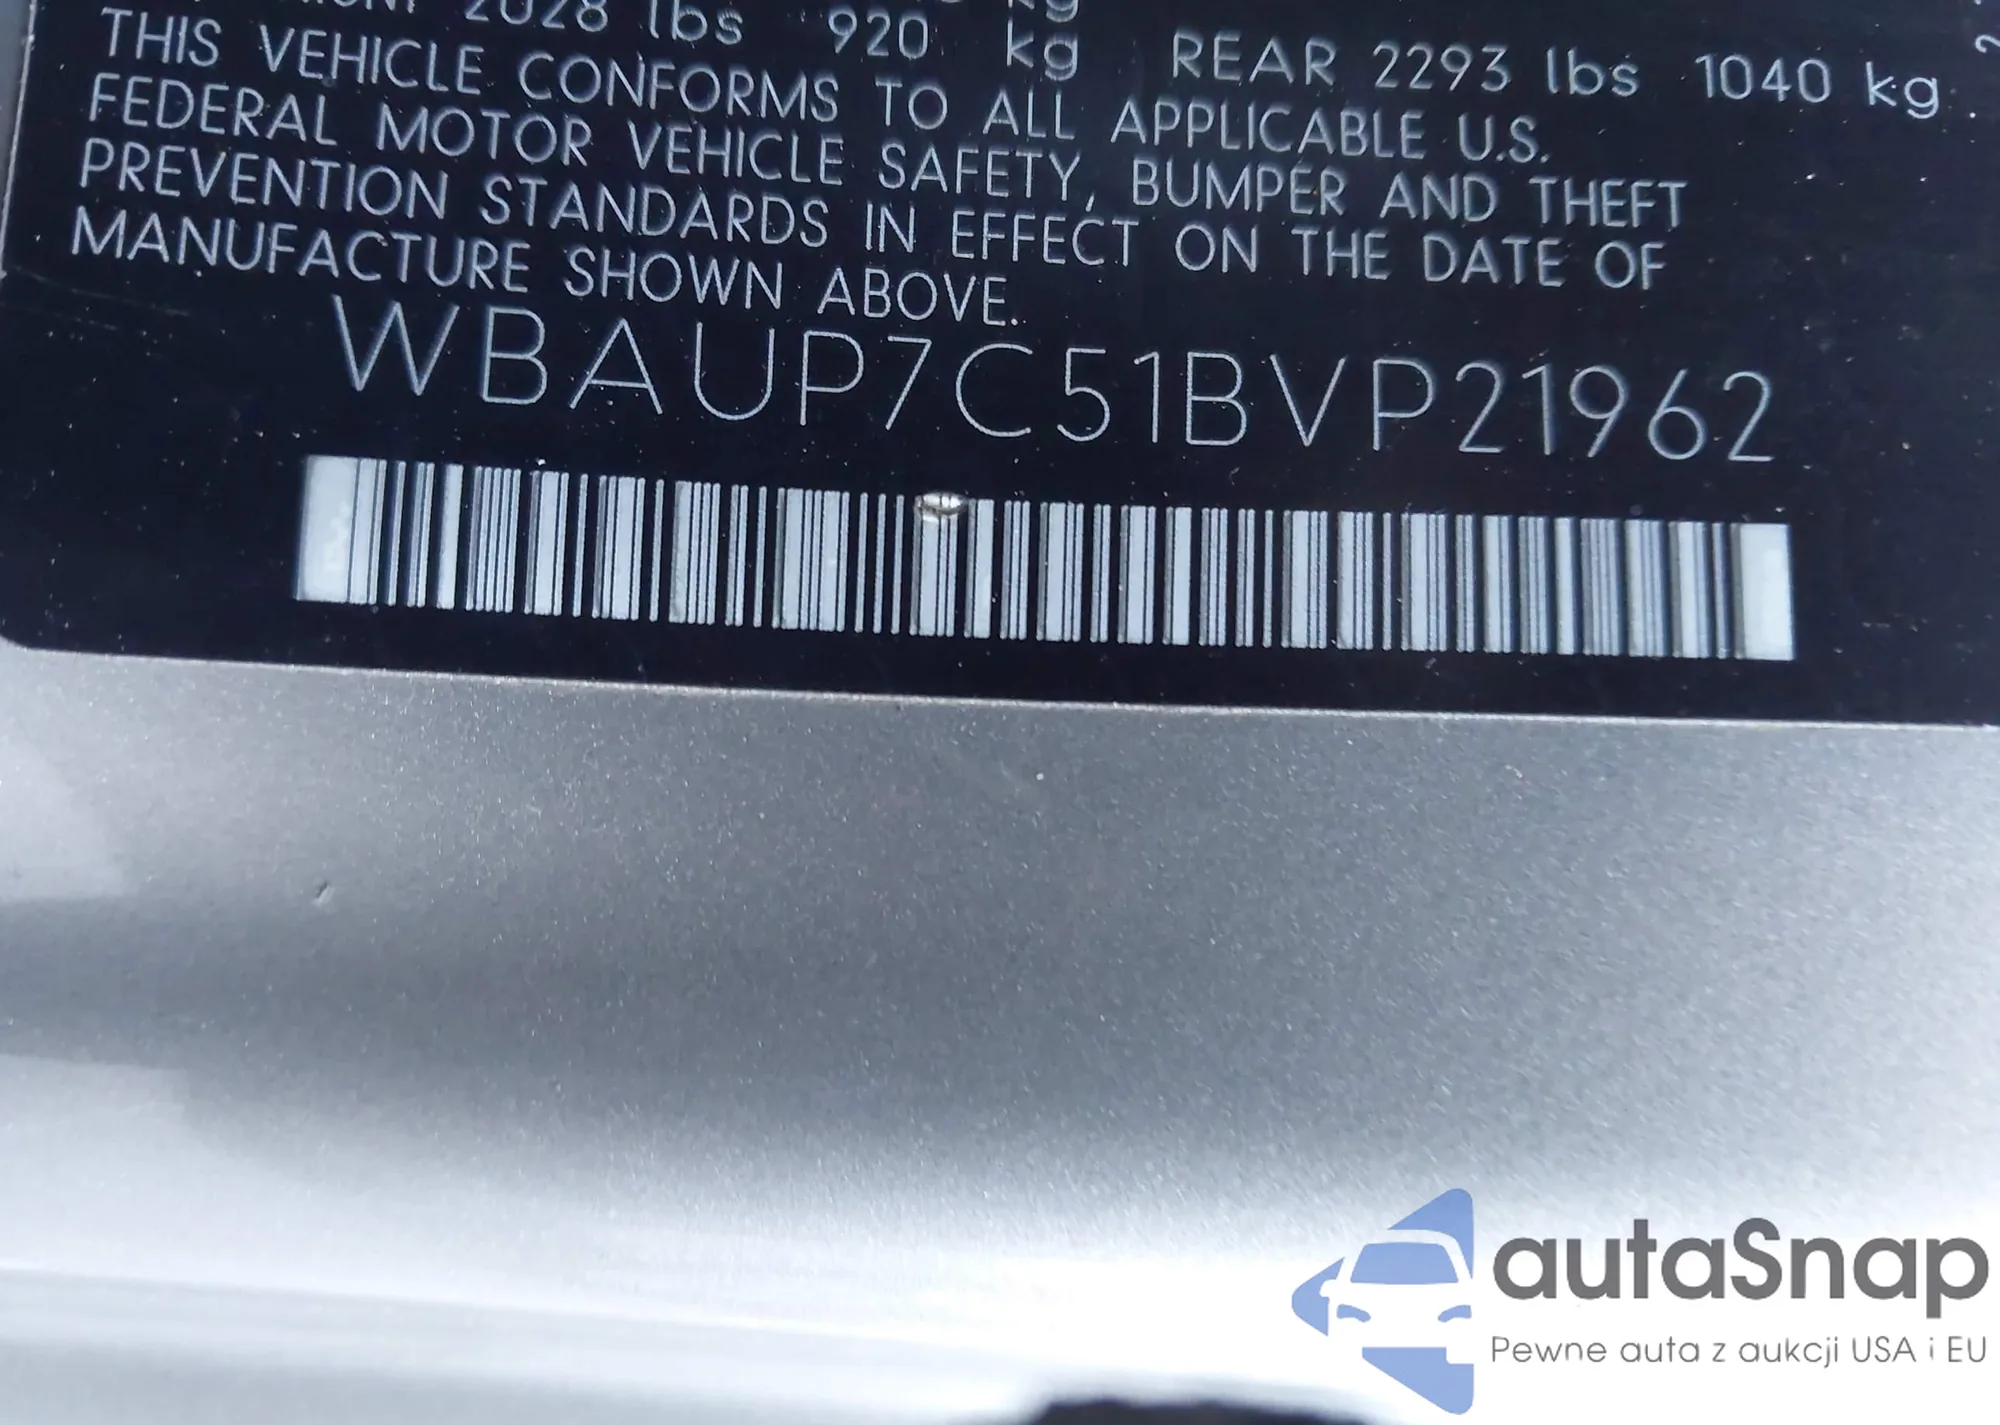 2028 lbs 920 kg REAR 2293 lbs 1040 kg
THIS VEHICLE CONFORMS TO ALL APPLICABLE U.S.
FEDERAL MOTOR VEHICLE SAFETY, BUMPER AND THEFT
PREVENTION STANDARDS IN EFFECT ON THE DATE OF
MANUFACTURE SHOWN ABOVE.
WBAUP7C51BVP21962
autaSnap
Pewne auta z aukcji USA i EU